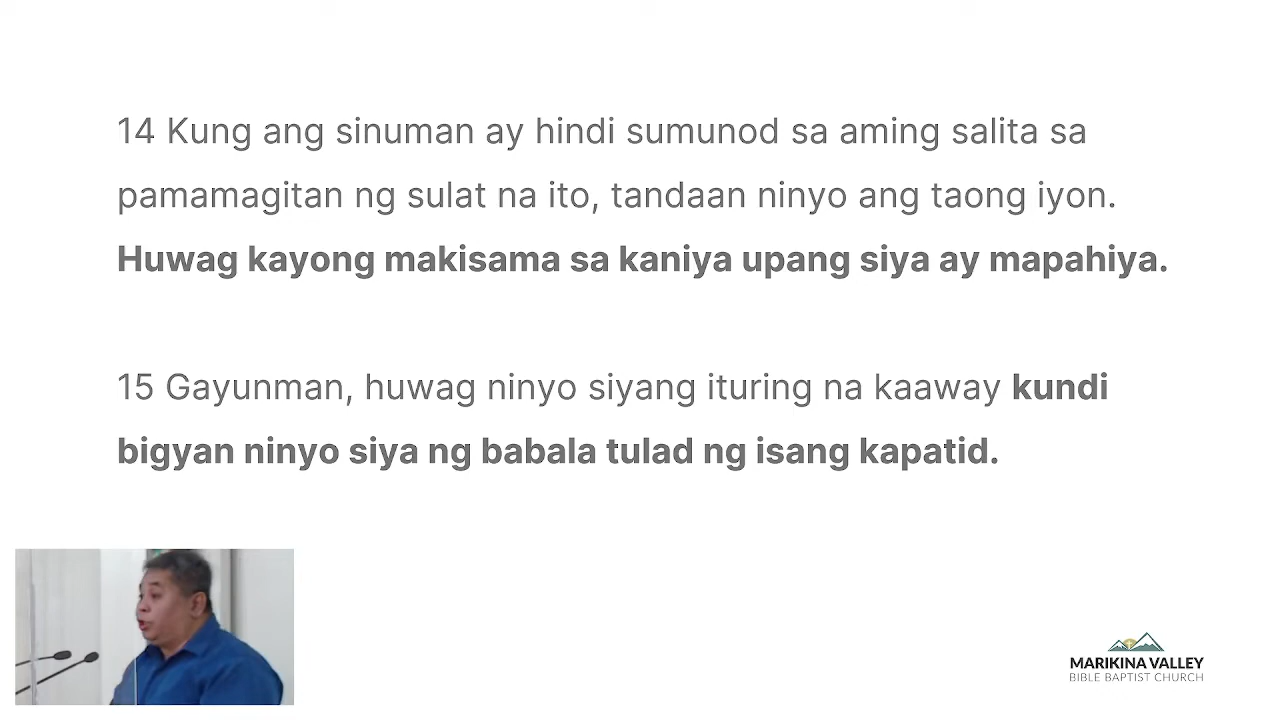 14 Kung ang sinuman ay hindi sumunod sa aming salita sa
pamamagitan ng sulat na ito, tandaan ninyo ang taong iyon.
Huwag kayong makisama sa kaniya upang siya ay mapahiya.
15 Gayunman, huwag ninyo siyang ituring na kaaway kundi
bigyan ninyo siya ng babala tulad ng isang kapatid.
MARIKINA VALLEY
BIBLE BAPTIST CHURCH